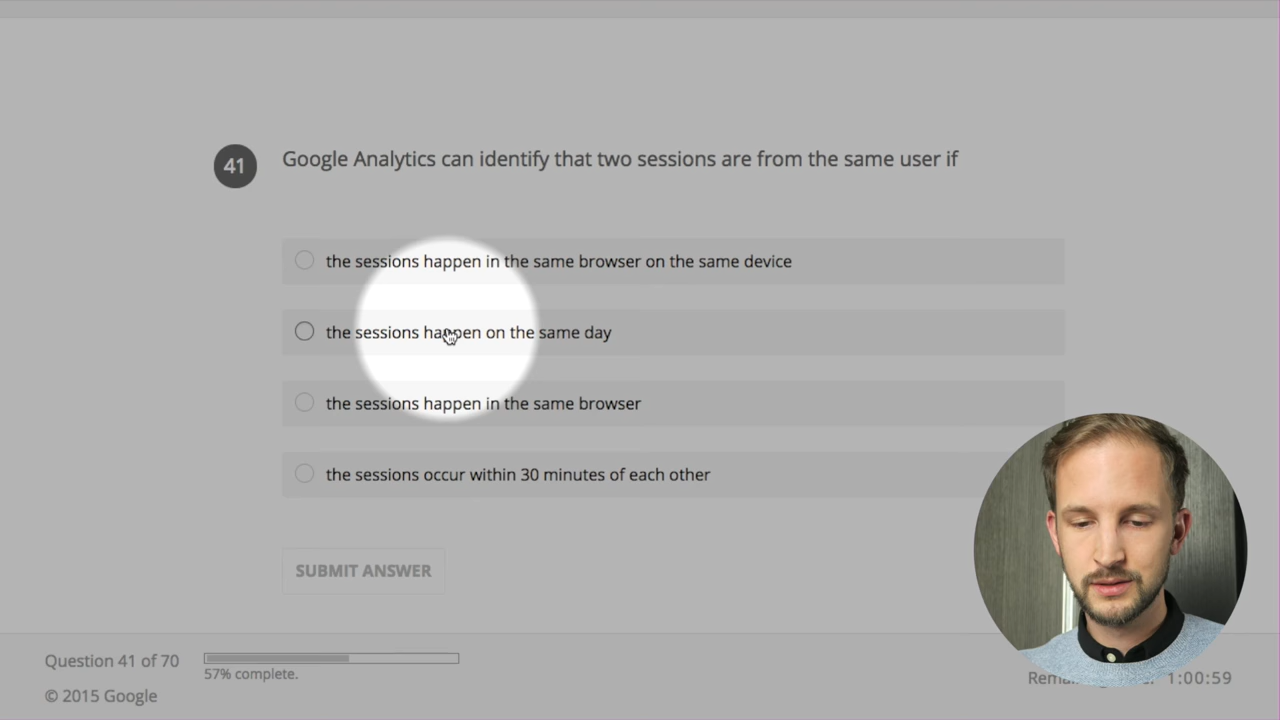 41
Google Analytics can identify that two sessions are from the same user if
the sessions happen in the same browser on the same device
the sessions happen on the same day
the sessions happen in the same browser
the sessions occur within 30 minutes of each other
SUBMIT ANSWER
Question 41 of 70
57% complete.
© 2015 Google
1:00:59